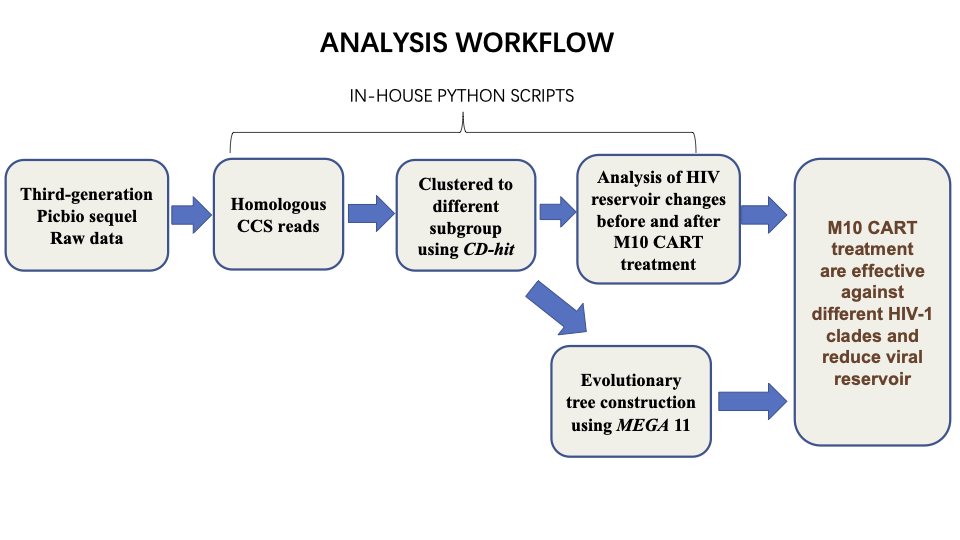 ANALYSIS WORKFLOW
IN-HOUSE PYTHON SCRIPTS
Third-generation
Picbio sequel
Raw data
Homologous
CCS reads
Clustered to
different
subgroup
using CD-hit
Analysis of HIV
reservoir changes
before and after
M10 CART
treatment
Evolutionary
tree construction
using MEGA 11
M10 CART
treatment
are effective
against
different HIV-1
clades and
reduce viral
reservoir